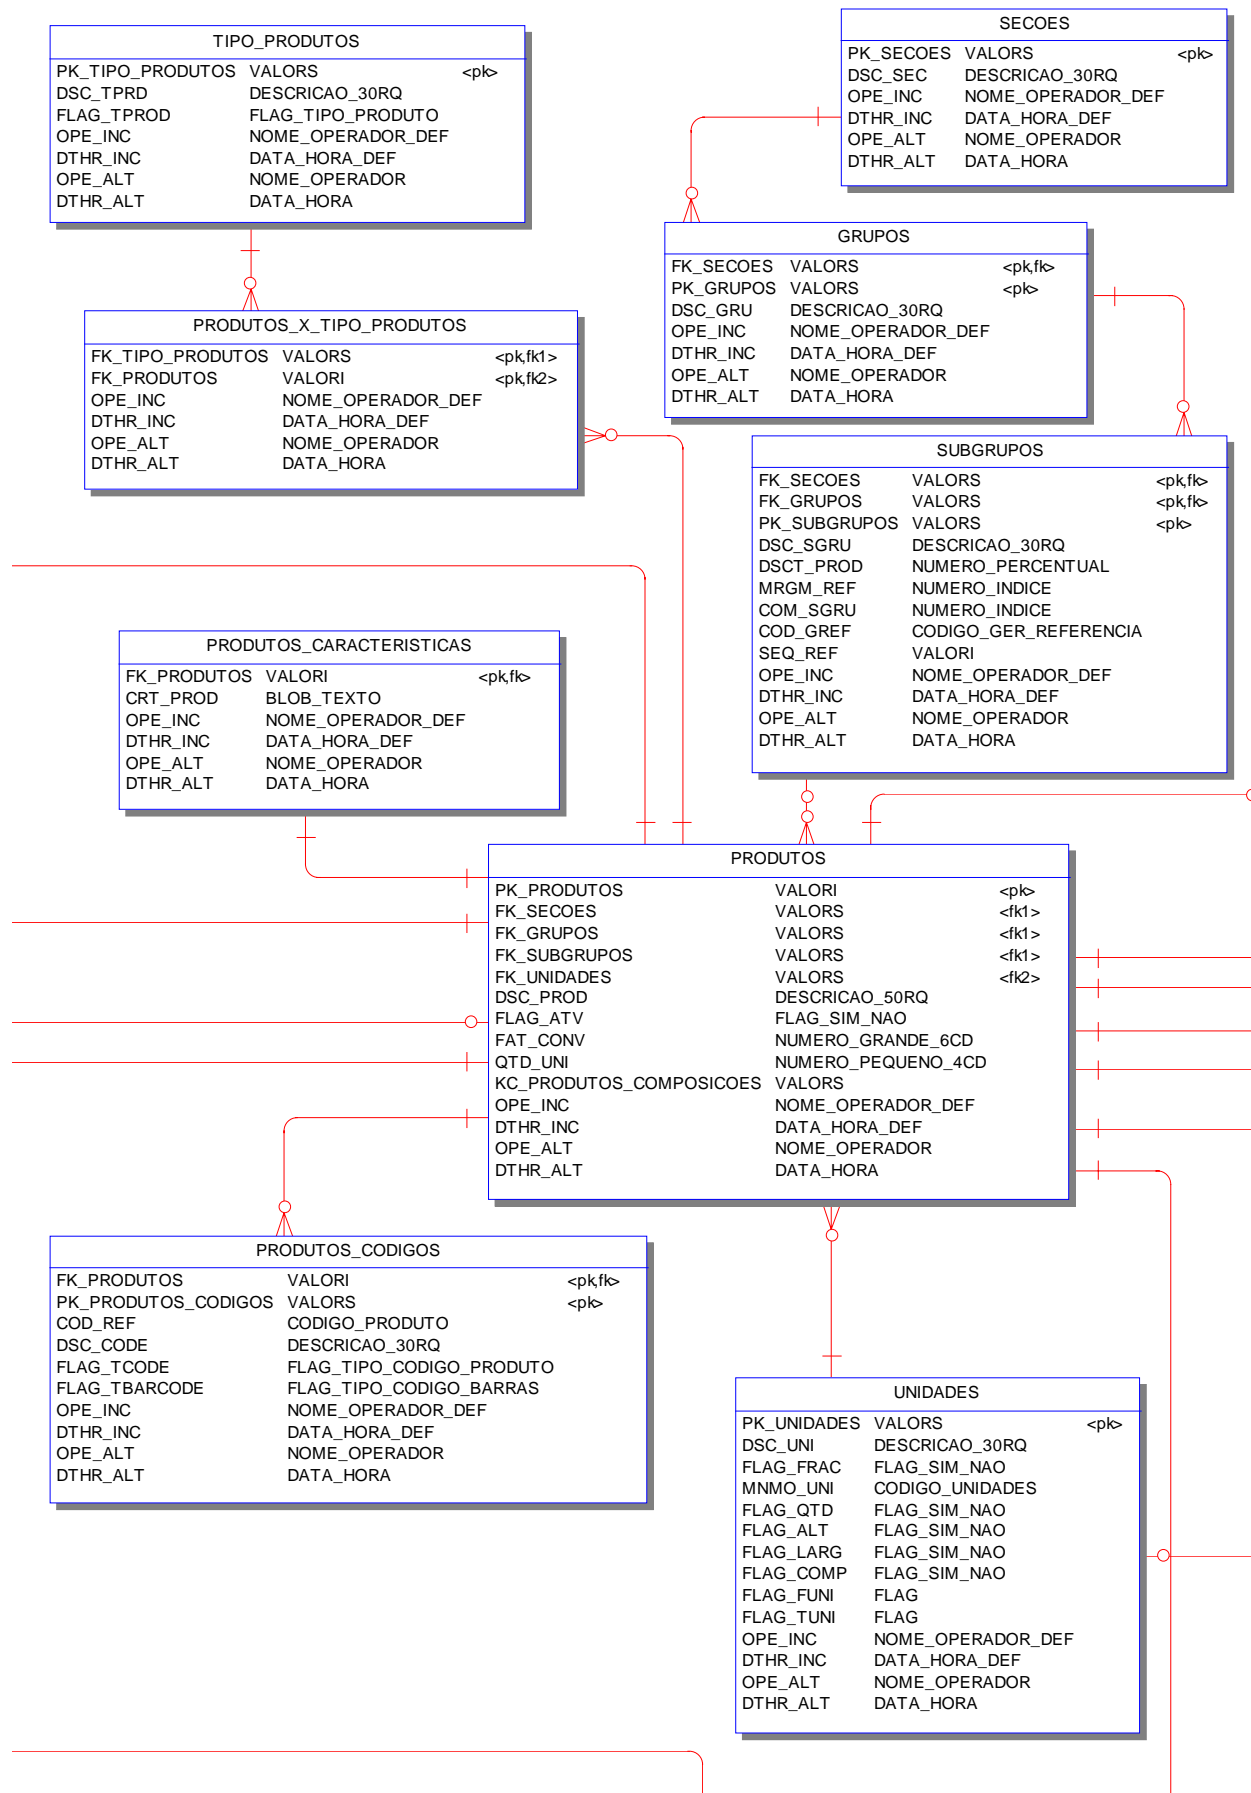 TIPO_PRODUTOS
PK_TIPO_PRODUTOS VALORS <pk>
DSC_TPRD DESCRICAO_30RQ
FLAG_TPROD FLAG_TIPO_PRODUTO
OPE_INC NOME_OPERADOR_DEF
DTHR_INC DATA_HORA_DEF
OPE_ALT NOME_OPERADOR
DTHR_ALT DATA_HORA
SECOES
PK_SECOES VALORS <pk>
DSC_SEC DESCRICAO_30RQ
OPE_INC NOME_OPERADOR_DEF
DTHR_INC DATA_HORA_DEF
OPE_ALT NOME_OPERADOR
DTHR_ALT DATA_HORA
GRUPOS
FK_SECOES VALORS <pk,fk>
PK_GRUPOS VALORS <pk>
DSC_GRU DESCRICAO_30RQ
OPE_INC NOME_OPERADOR_DEF
DTHR_INC DATA_HORA_DEF
OPE_ALT NOME_OPERADOR
DTHR_ALT DATA_HORA
PRODUTOS_X_TIPO_PRODUTOS
FK_TIPO_PRODUTOS VALORS <pk,fk1>
FK_PRODUTOS VALORI <pk,fk2>
OPE_INC NOME_OPERADOR_DEF
DTHR_INC DATA_HORA_DEF
OPE_ALT NOME_OPERADOR
DTHR_ALT DATA_HORA
SUBGRUPOS
FK_SECOES VALORS <pk,fk>
FK_GRUPOS VALORS <pk,fk>
PK_SUBGRUPOS VALORS <pk>
DSC_SGRU DESCRICAO_30RQ
DSCT_PROD NUMERO_PERCENTUAL
MRGM_REF NUMERO_INDICE
COM_SGRU NUMERO_INDICE
COD_GREF CODIGO_GER_REFERENCIA
SEQ_REF VALORI
OPE_INC NOME_OPERADOR_DEF
DTHR_INC DATA_HORA_DEF
OPE_ALT NOME_OPERADOR
DTHR_ALT DATA_HORA
PRODUTOS_CARACTERISTICAS
FK_PRODUTOS VALORI <pk,fk>
CRT_PROD BLOB_TEXTO
OPE_INC NOME_OPERADOR_DEF
DTHR_INC DATA_HORA_DEF
OPE_ALT NOME_OPERADOR
DTHR_ALT DATA_HORA
PRODUTOS
PK_PRODUTOS VALORI <pk>
FK_SECOES VALORS <fk1>
FK_GRUPOS VALORS <fk1>
FK_SUBGRUPOS VALORS <fk1>
FK_UNIDADES VALORS <fk2>
DSC_PROD DESCRICAO_50RQ
FLAG_ATV FLAG_SIM_NAO
FAT_CONV NUMERO_GRANDE_6CD
QTD_UNI NUMERO_PEQUENO_4CD
KC_PRODUTOS_COMPOSICOES VALORS
OPE_INC NOME_OPERADOR_DEF
DTHR_INC DATA_HORA_DEF
OPE_ALT NOME_OPERADOR
DTHR_ALT DATA_HORA
PRODUTOS_CODIGOS
FK_PRODUTOS VALORI <pk,fk>
PK_PRODUTOS_CODIGOS VALORS <pk>
COD_REF CODIGO_PRODUTO
DSC_CODE DESCRICAO_30RQ
FLAG_TCODE FLAG_TIPO_CODIGO_PRODUTO
FLAG_TBARCODE FLAG_TIPO_CODIGO_BARRAS
OPE_INC NOME_OPERADOR_DEF
DTHR_INC DATA_HORA_DEF
OPE_ALT NOME_OPERADOR
DTHR_ALT DATA_HORA
UNIDADES
PK_UNIDADES VALORS <pk>
DSC_UNI DESCRICAO_30RQ
FLAG_FRAC FLAG_SIM_NAO
MNMO_UNI CODIGO_UNIDADES
FLAG_QTD FLAG_SIM_NAO
FLAG_ALT FLAG_SIM_NAO
FLAG_LARG FLAG_SIM_NAO
FLAG_COMP FLAG_SIM_NAO
FLAG_FUNI FLAG
FLAG_TUNI FLAG
OPE_INC NOME_OPERADOR_DEF
DTHR_INC DATA_HORA_DEF
OPE_ALT NOME_OPERADOR
DTHR_ALT DATA_HORA